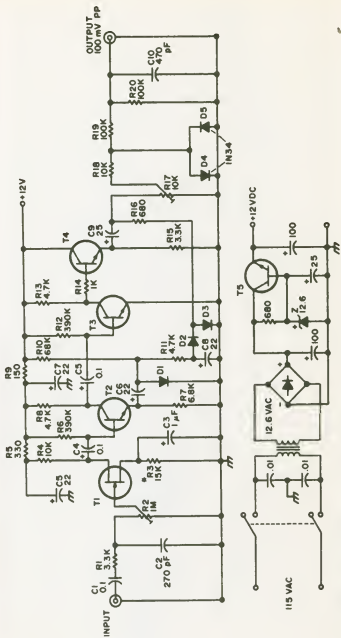 INPUT
C1
0.1
R1
3.3K
C2
270 pF
R2
1M
T1
R3
15K
*
C3
1 µF
C5
22
R5
330
R4
10K
C4
0.1
R6
390K
R8
4.7K
T2
C6
22
R7
6.8K
D1
R9
150
C7
22
C5
0.1
R10
68K
R11
4.7K
C8
22
D2
D3
R12
390K
R13
4.7K
R14
1K
T3
T4
+12V
C9
25
R15
3.3K
R16
680
R17
10K
R18
10K
R19
100K
R20
100K
D4
D5
1N34
C10
470
pF
OUTPUT
100 mV PP
115 VAC
.01
.01
12.6 VAC
100
680
T5
Z
12.6
25
100
+12VDC